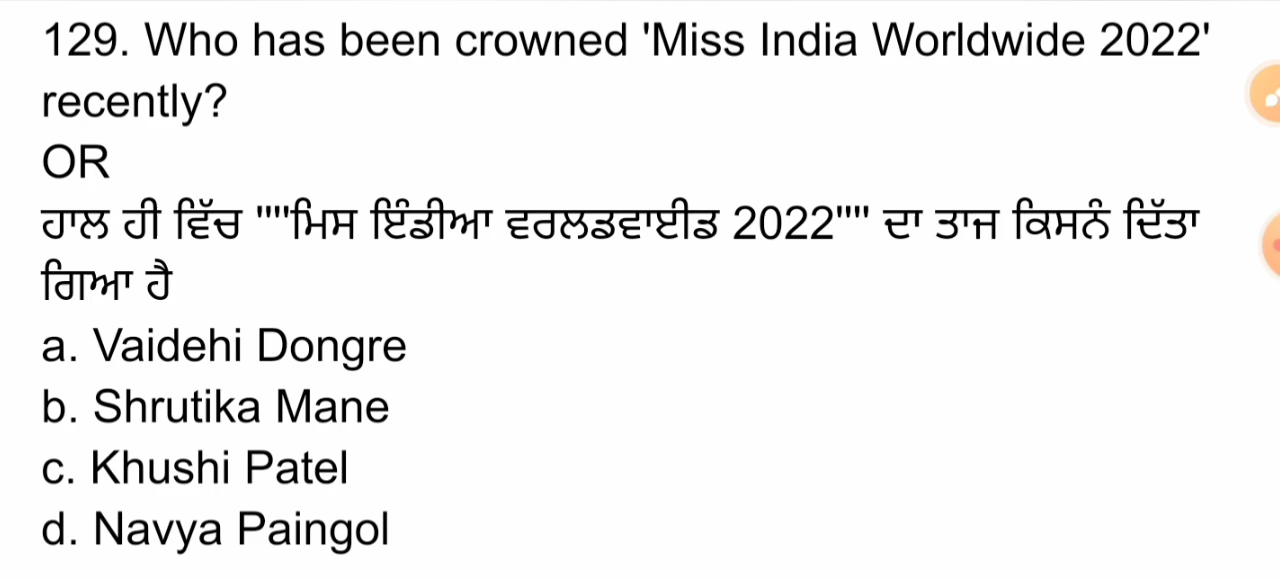 129. Who has been crowned 'Miss India Worldwide 2022'
recently?
OR
ਹਾਲ ਹੀ ਵਿੱਚ """"ਮਿਸ ਇੰਡੀਆ ਵਰਲਡਵਾਈਡ 2022"""" ਦਾ ਤਾਜ ਕਿਸਨੰ ਦਿੱਤਾ
ਗਿਆ ਹੈ
a. Vaidehi Dongre
b. Shrutika Mane
c. Khushi Patel
d. Navya Paingol